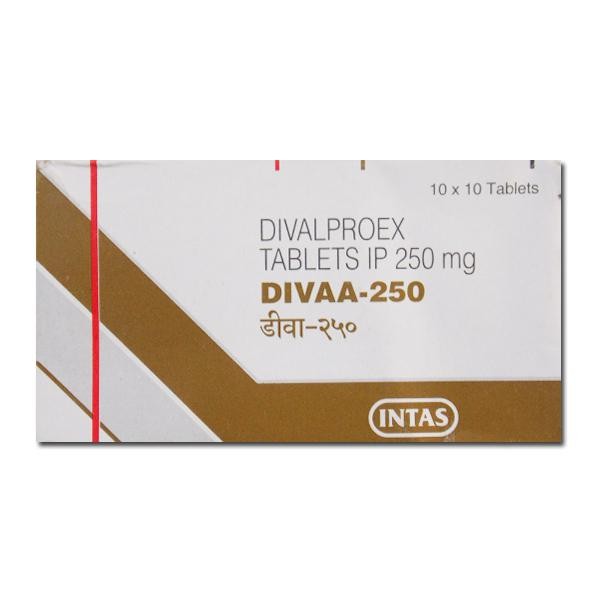 10 x 10 Tablets
DIVALPROEX
TABLETS IP 250 mg
DIVAA-250
डीवा-२५०
INTAS